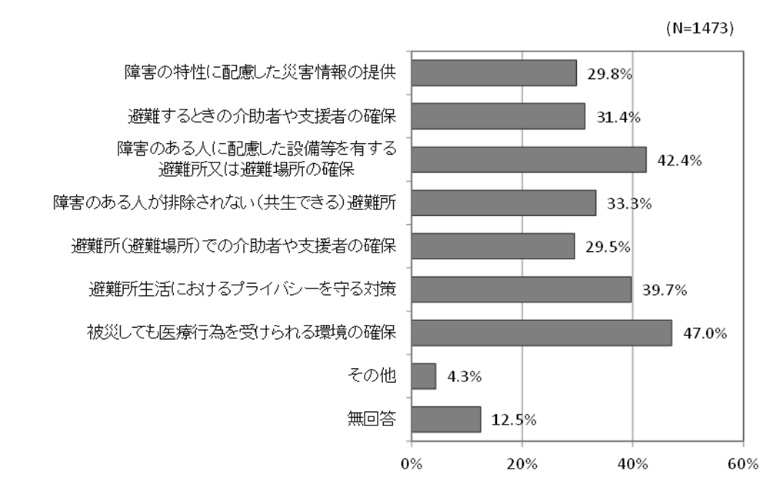 (N=1473)
障害の特性に配慮した災害情報の提供
29.8%
避難するときの介助者や支援者の確保
31.4%
障害のある人に配慮した設備等を有する
避難所又は避難場所の確保
42.4%
障害のある人が排除されない(共生できる)避難所
33.3%
避難所(避難場所)での介助者や支援者の確保
29.5%
避難所生活におけるプライバシーを守る対策
39.7%
被災しても医療行為を受けられる環境の確保
47.0%
その他
4.3%
無回答
12.5%
0%
20%
40%
60%